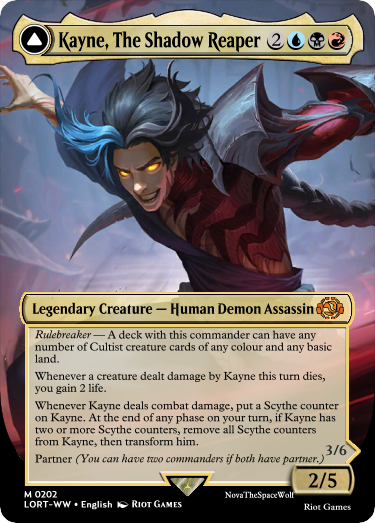 Kayne, The Shadow Reaper 2
Legendary Creature — Human Demon Assassin
Rulebreaker — A deck with this commander can have any
number of Cultist creature cards of any colour and any basic
land.
Whenever a creature dealt damage by Kayne this turn dies,
you gain 2 life.
Whenever Kayne deals combat damage, put a Scythe counter
on Kayne. At the end of any phase on your turn, if Kayne has
two or more Scythe counters, remove all Scythe counters
from Kayne, then transform him.
Partner (You can have two commanders if both have partner.)
3/6
2/5
M 0202
LORT-WW • English Riot Games
NovaTheSpaceWolf
Riot Games